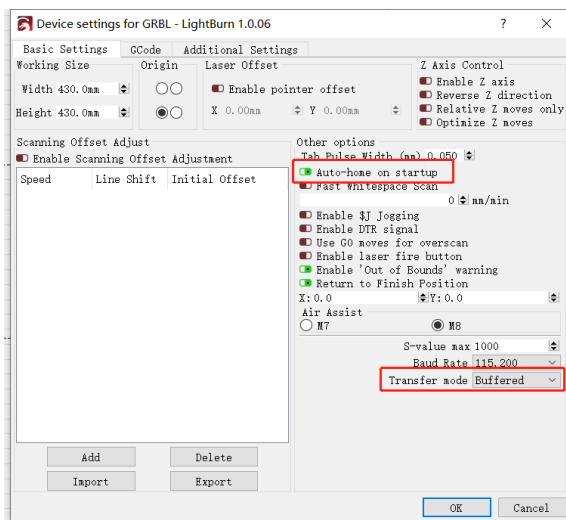 Device settings for GRBL - LightBurn 1.0.06
Basic Settings GCode Additional Settings
Working Size
Width 430.0mm
Height 430.0mm
Origin
Laser Offset
Enable pointer offset
X 0.00mm Y 0.00mm
Z Axis Control
Enable Z axis
Reverse Z direction
Relative Z moves only
Optimize Z moves
Scanning Offset Adjust
Enable Scanning Offset Adjustment
Speed Line Shift Initial Offset
Add Delete
Import Export
Other options
Tab Pulse Width (mm) 0.050
Auto-home on startup
Fast Whitespace Scan
0 mm/min
Enable $J Jogging
Enable DTR signal
Use G0 moves for overscan
Enable laser fire button
Enable 'Out of Bounds' warning
Return to Finish Position
X:0.0 Y:0.0
Air Assist
M7 M8
S-value max 1000
Baud Rate 115,200
Transfer mode Buffered
OK Cancel